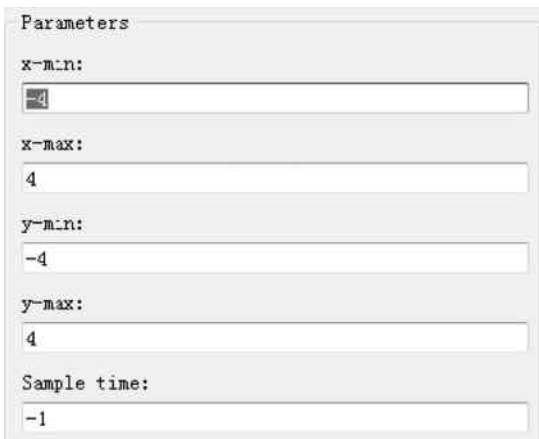 Parameters
x-min:
-4
x-max:
4
y-min:
-4
y-max:
4
Sample time:
-1